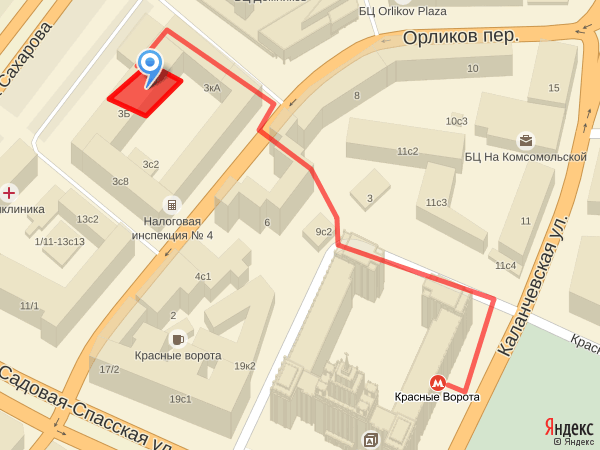 БЦ Orlikov Plaza
Орликов пер.
Сахарова
3кА
8
10
15
3Б
10с3
БЦ На Комсомольской
11с2
3с2
3с8
3
11с3
11
13с2
Налоговая
инспекция № 4
6
9с2
1/11-13с13
11с4
4с1
11/1
2
Каланчевская ул.
Красные ворота
17/2
19к2
19с1
Красные Ворота
Садовая-Спасская ул
Яндекс